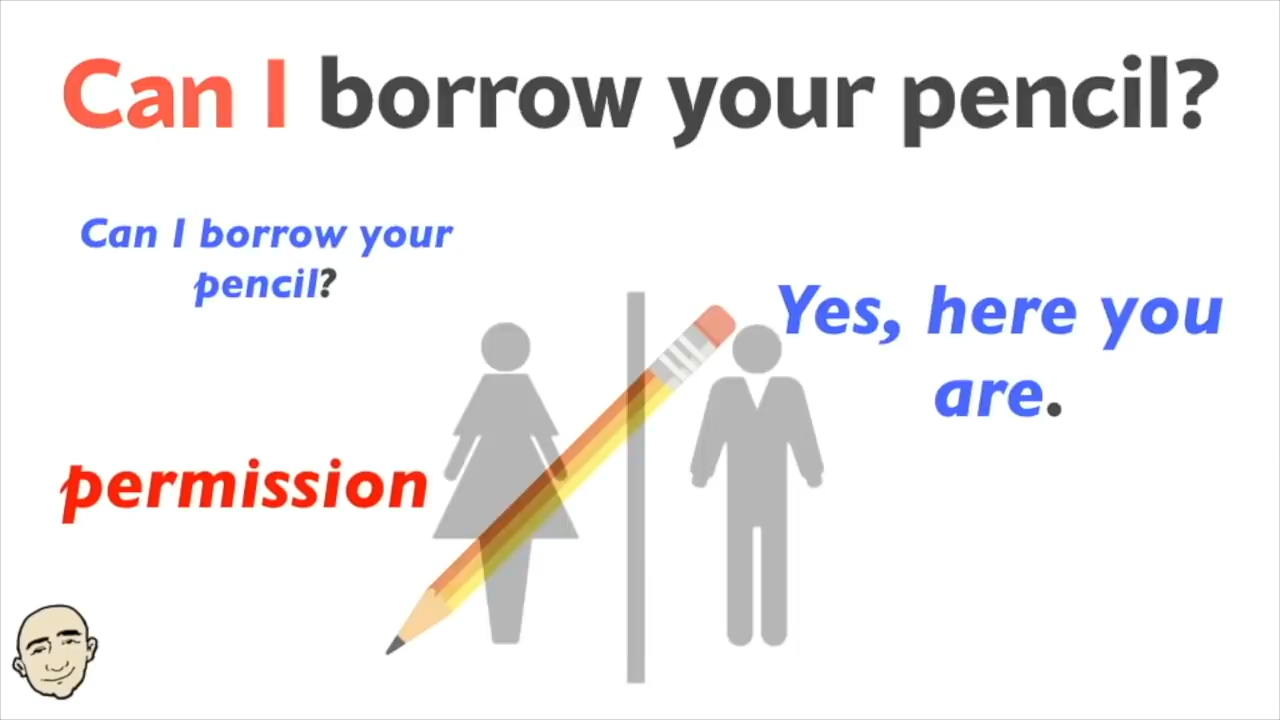 Can I borrow your pencil?
Can I borrow your
pencil?
Yes, here you
are.
permission